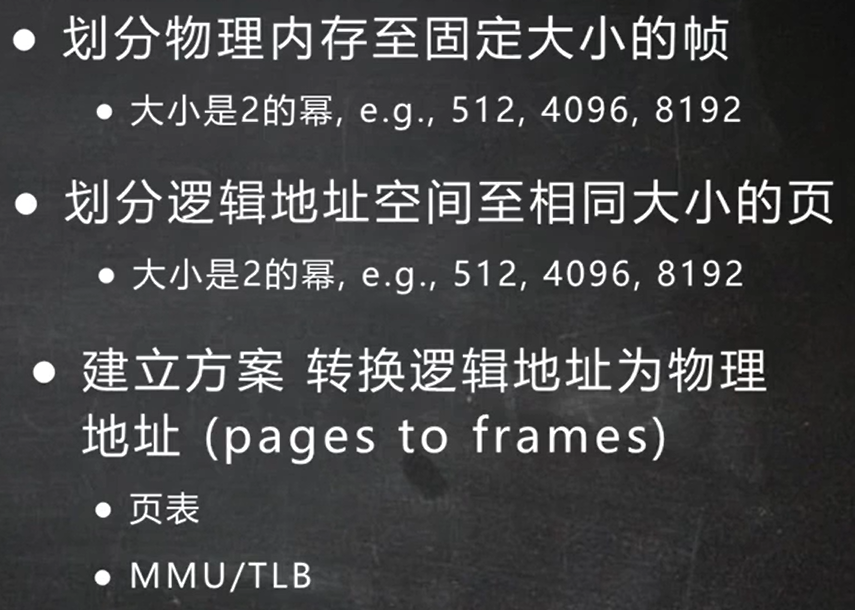 ● 划分物理内存至固定大小的帧
● 大小是2的幂, e.g., 512, 4096, 8192
● 划分逻辑地址空间至相同大小的页
● 大小是2的幂, e.g., 512, 4096, 8192
● 建立方案 转换逻辑地址为物理
地址 (pages to frames)
● 页表
● MMU/TLB